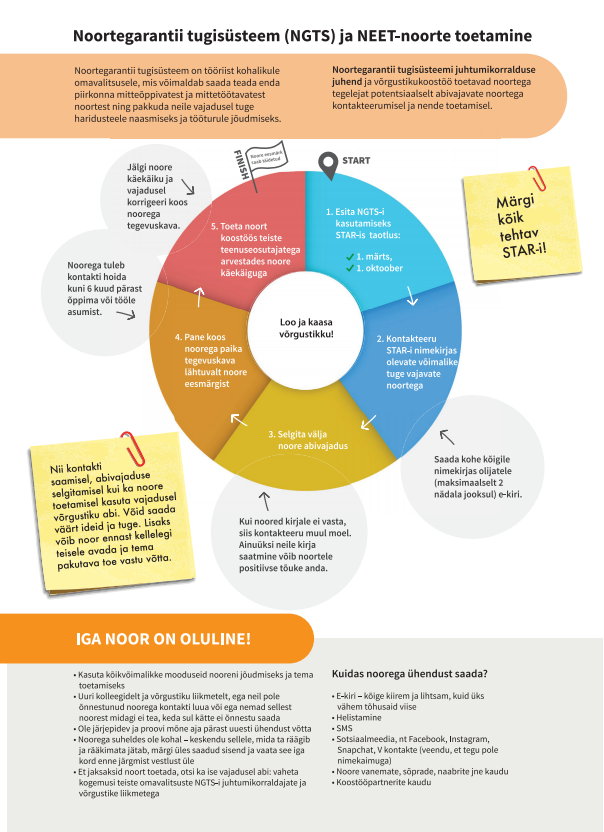 Noortegarantii tugisüsteem (NGTS) ja NEET-noorte toetamine
Noortegarantii tugisüsteem on tööriist kohalikule
omavalitsusele, mis võimaldab saada teada enda
piirkonna mitteõppivatest ja mittetöötavatest
noortest ning pakkuda neile vajadusel tuge
haridusteele naasmiseks ja tööturule jõudmiseks.
Noortegarantii tugisüsteemi juhtumikorralduse
juhend ja võrgustikukoostöö toetavad noortega
tegelejat potentsiaalselt abivajavate noortega
kontakteerumisel ja nende toetamisel.
FINISH
Noore eesmärk
saab täidetud
START
Jälgi noore
käekäiku ja
vajadusel
korrigeeri koos
noorega
tegevuskava.
1. Esita NGTS-i
kasutamiseks
STAR-is taotlus:
1. märts,
1. oktoober
Märgi
kõik
tehtav
STAR-i!
5. Toeta noort
koostöös teiste
teenuseosutajatega
arvestades noore
käekäiguga
Noorega tuleb
kontakti hoida
kuni 6 kuud pärast
õppima või tööle
asumist.
Loo ja kaasa
võrgustikku!
4. Pane koos
noorega paika
tegevuskava
lähtuvalt noore
eesmärgist
2. Kontakteeru
STAR-i nimekirjas
olevate võimalike
tuge vajavate
noortega
3. Selgita välja
noore abivajadus
Saada kohe kõigile
nimekirjas olijatele
(maksimaalselt 2
nädala jooksul) e-kiri.
Nii kontakti
saamisel, abivajaduse
selgitamisel kui ka noore
toetamisel kasuta vajadusel
võrgustiku abi. Võid saada
väärt ideid ja tuge. Lisaks
võib noor ennast kellelegi
teisele avada ja tema
pakutava toe vastu võtta.
Kui noored kirjale ei vasta,
siis kontakteeru muul moel.
Ainuüksi neile kirja
saatmine võib noortele
positiivse tõuke anda.
IGA NOOR ON OLULINE!
• Kasuta kõikvõimalikke mooduseid nooreni jõudmiseks ja tema
toetamiseks
• Uuri kolleegidelt ja võrgustiku liikmetelt, ega neil pole
õnnestunud noorega kontakti luua või ega nemad sellest
noorest midagi ei tea, keda sul kätte ei õnnestu saada
• Ole järjepidev ja proovi mõne aja pärast uuesti ühendust võtta
• Noorega suheldes ole kohal – keskendu sellele, mida ta räägib
ja rääkimata jätab, märgi üles saadud sisend ja vaata see iga
kord enne järgmist vestlust üle
• Et jaksaksid noort toetada, otsi ka ise vajadusel abi: vaheta
kogemusi teiste omavalitsuste NGTS-i juhtumikorraldajate ja
võrgustike liikmetega
Kuidas noorega ühendust saada?
• E-kiri – kõige kiirem ja lihtsam, kuid üks
vähem tõhusaid viise
• Helistamine
• SMS
• Sotsiaalmeedia, nt Facebook, Instagram,
Snapchat, V kontakte (veendu, et tegu pole
nimekaimuga)
• Noore vanemate, sõprade, naabrite jne kaudu
• Koostööpartnerite kaudu